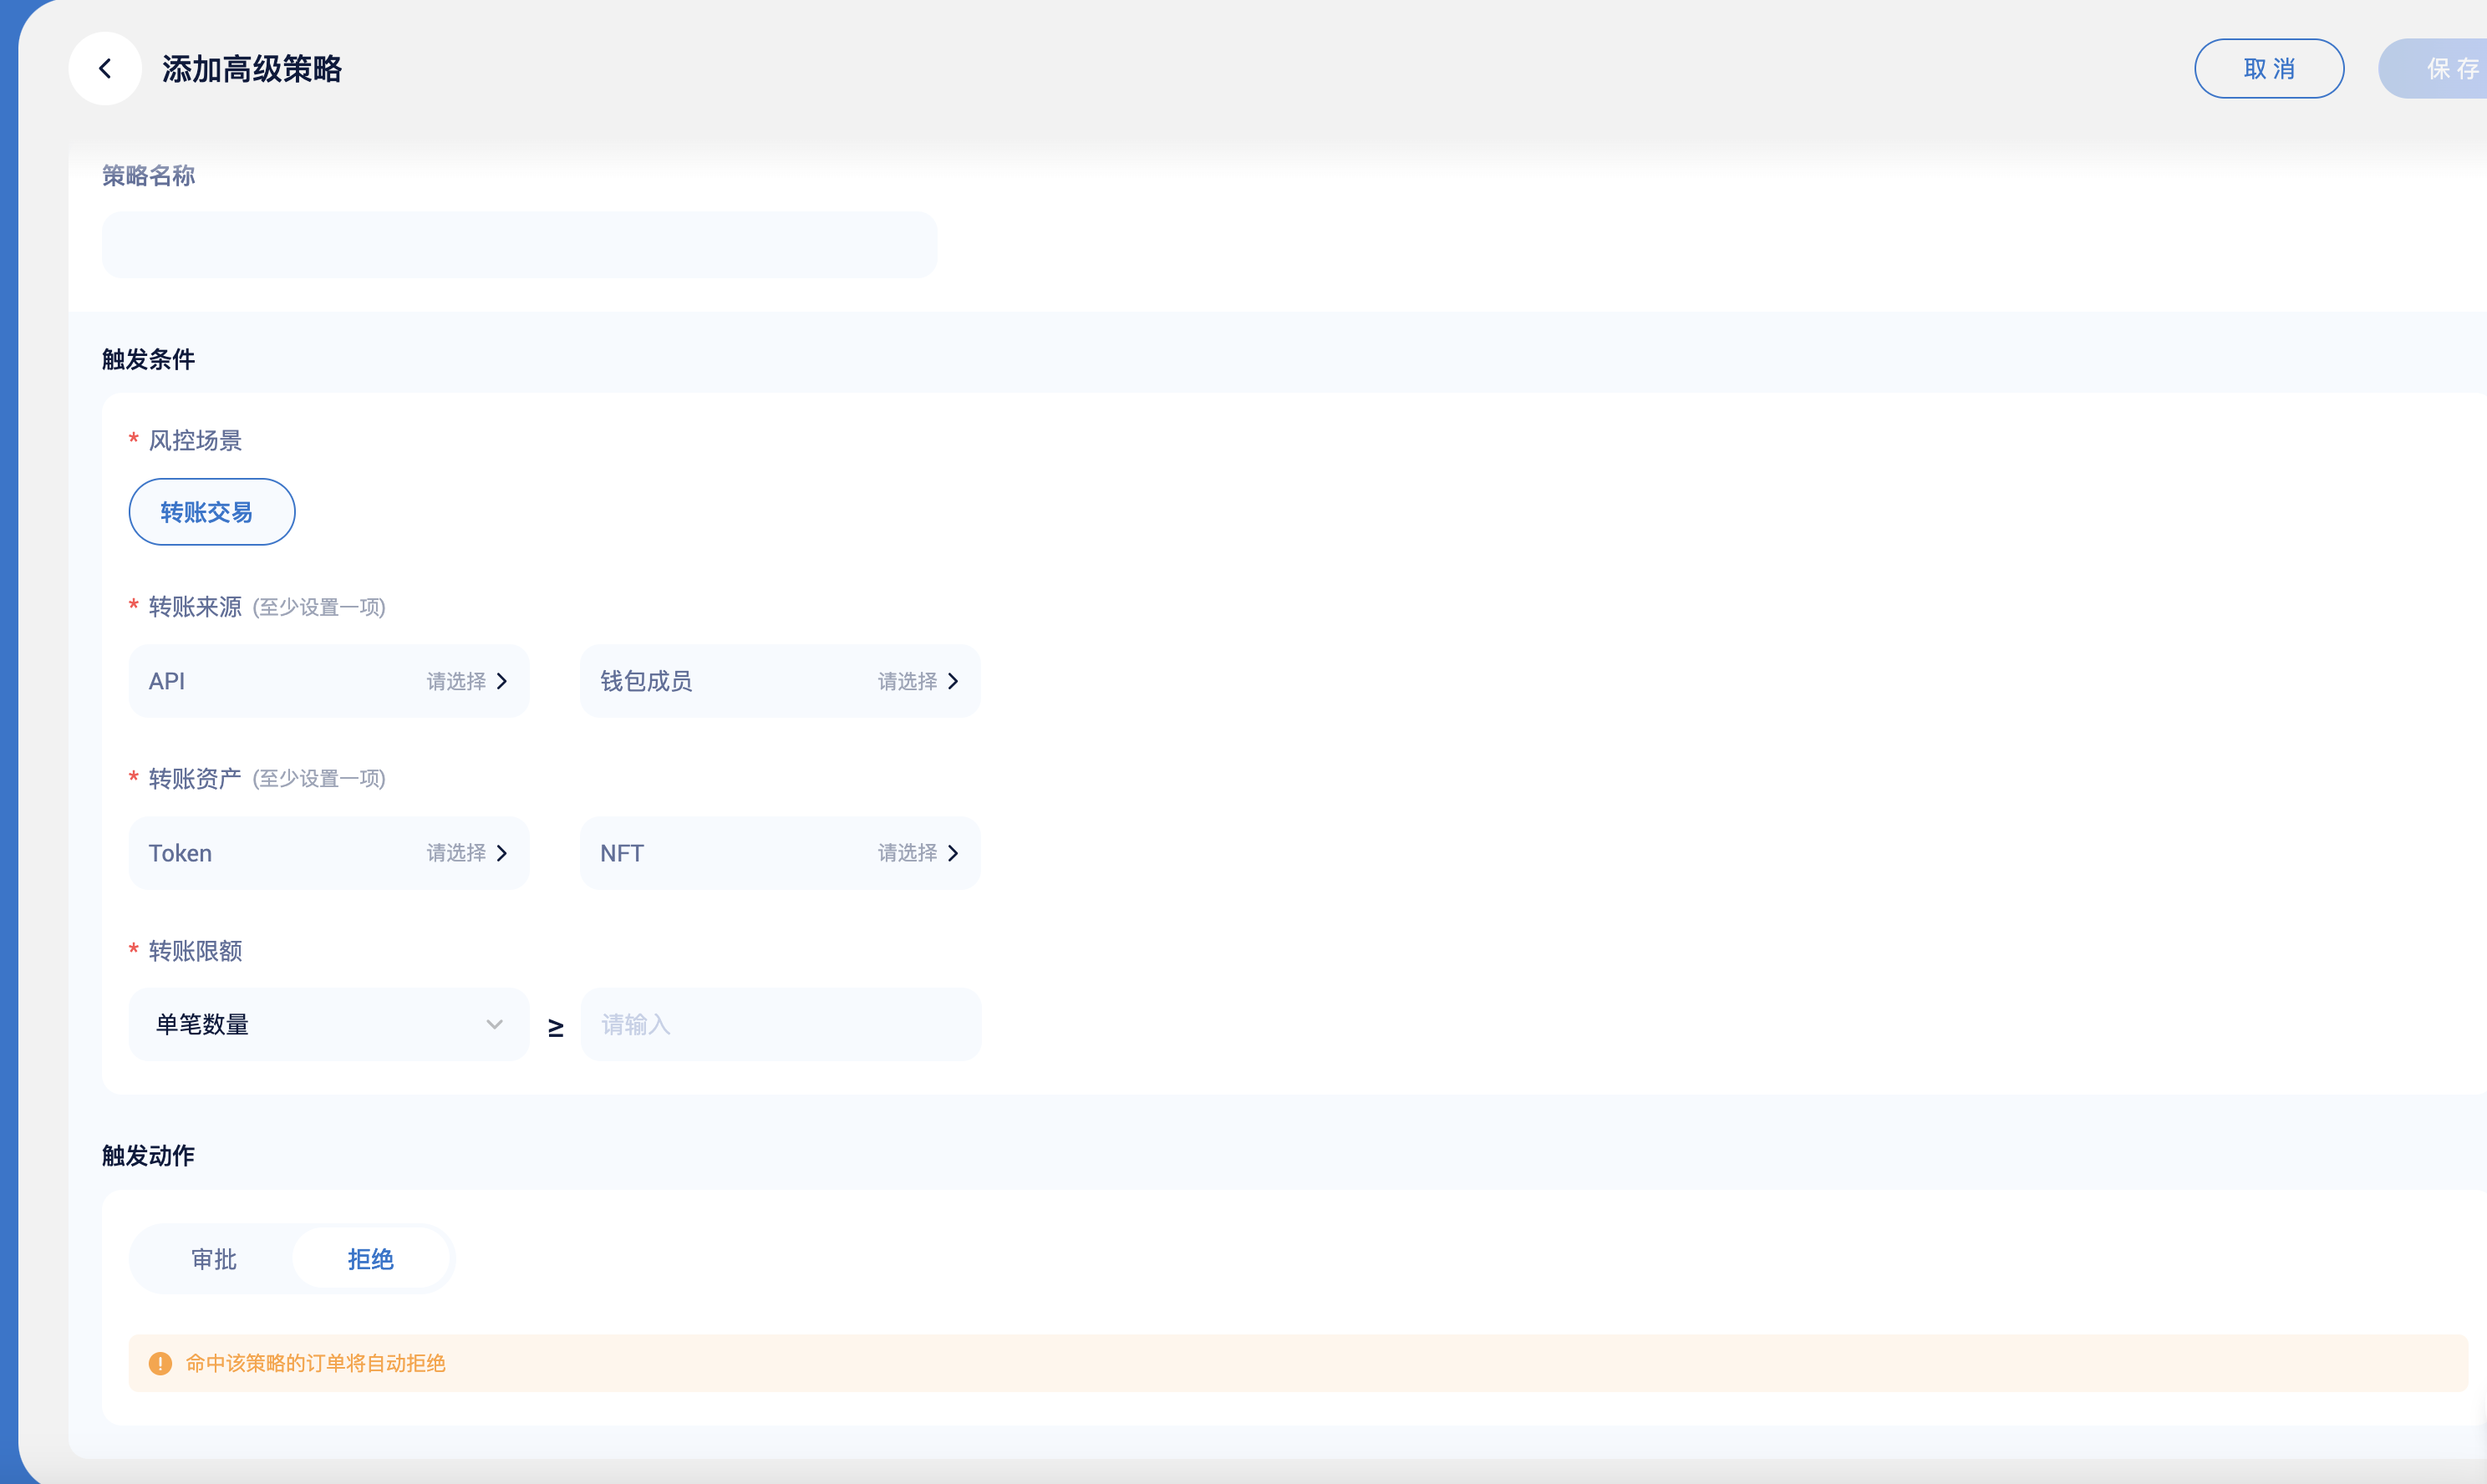 添加高级策略
取消
保存
策略名称
触发条件
* 风控场景
转账交易
* 转账来源 (至少设置一项)
API 请选择 钱包成员 请选择
* 转账资产 (至少设置一项)
Token 请选择 NFT 请选择
* 转账限额
单笔数量 ≥ 请输入
触发动作
审批 拒绝
命中该策略的订单将自动拒绝